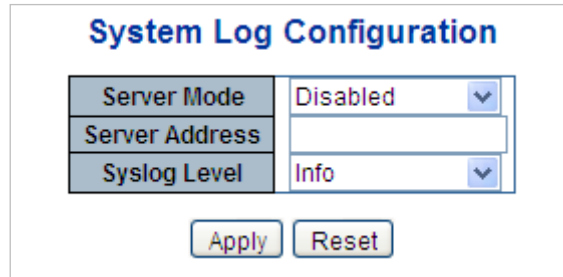 System Log Configuration
Server Mode Disabled
Server Address
Syslog Level Info
Apply Reset